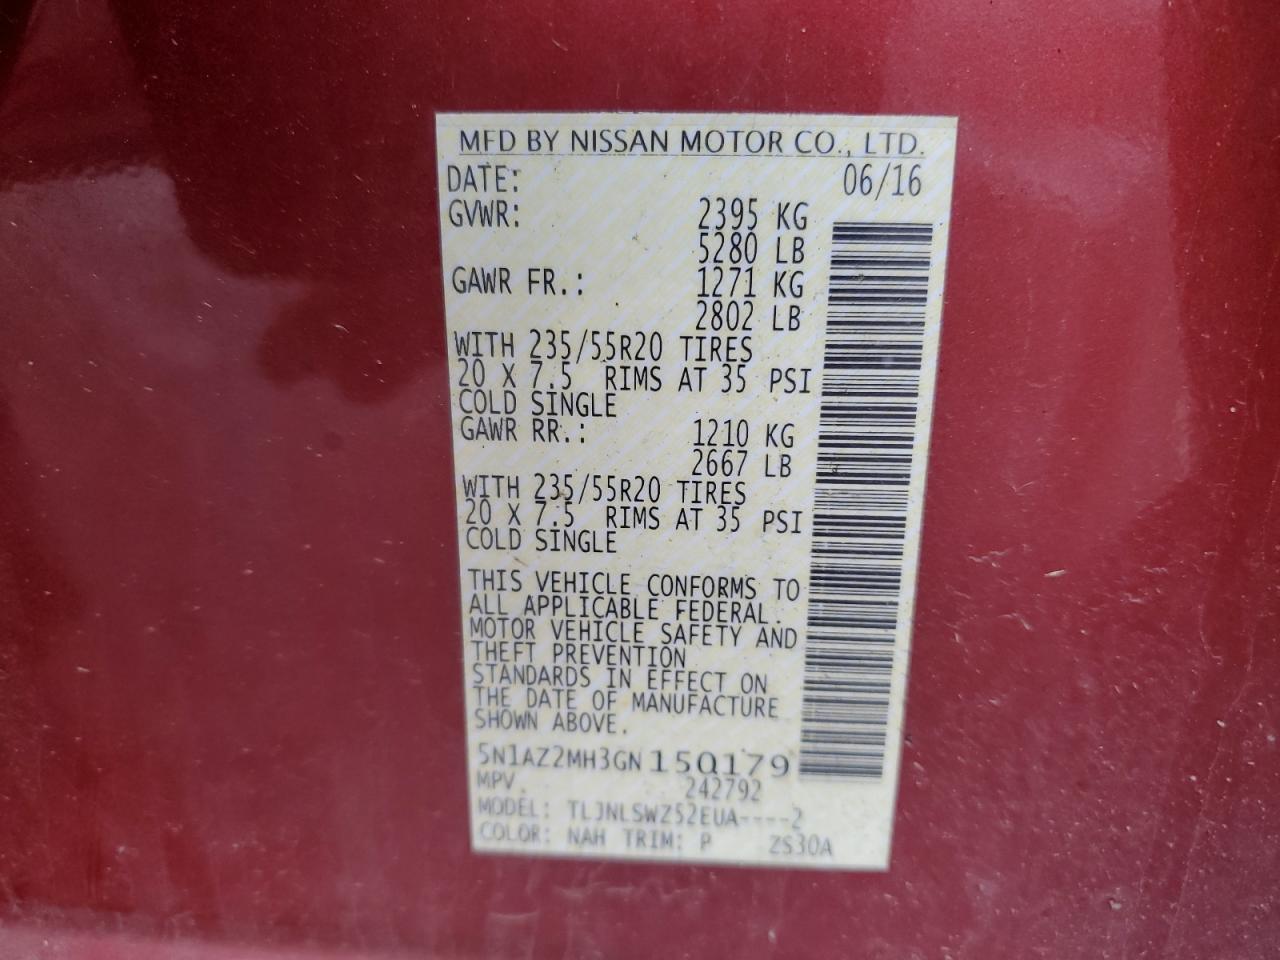 MFD BY NISSAN MOTOR CO., LTD.
DATE: 06/16
GVWR: 2395 KG
5280 LB
GAWR FR.: 1271 KG
2802 LB
WITH 235/55R20 TIRES
20 X 7.5 RIMS AT 35 PSI
COLD SINGLE
GAWR RR.: 1210 KG
2667 LB
WITH 235/55R20 TIRES
20 X 7.5 RIMS AT 35 PSI
COLD SINGLE
THIS VEHICLE CONFORMS TO
ALL APPLICABLE FEDERAL
MOTOR VEHICLE SAFETY AND
THEFT PREVENTION
STANDARDS IN EFFECT ON
THE DATE OF MANUFACTURE
SHOWN ABOVE.
5N1AZ2MH3GN150179
MPV. 242792
MODEL: TLJNLSWZ52EUA----2
COLOR: NAH TRIM: P ZS30A